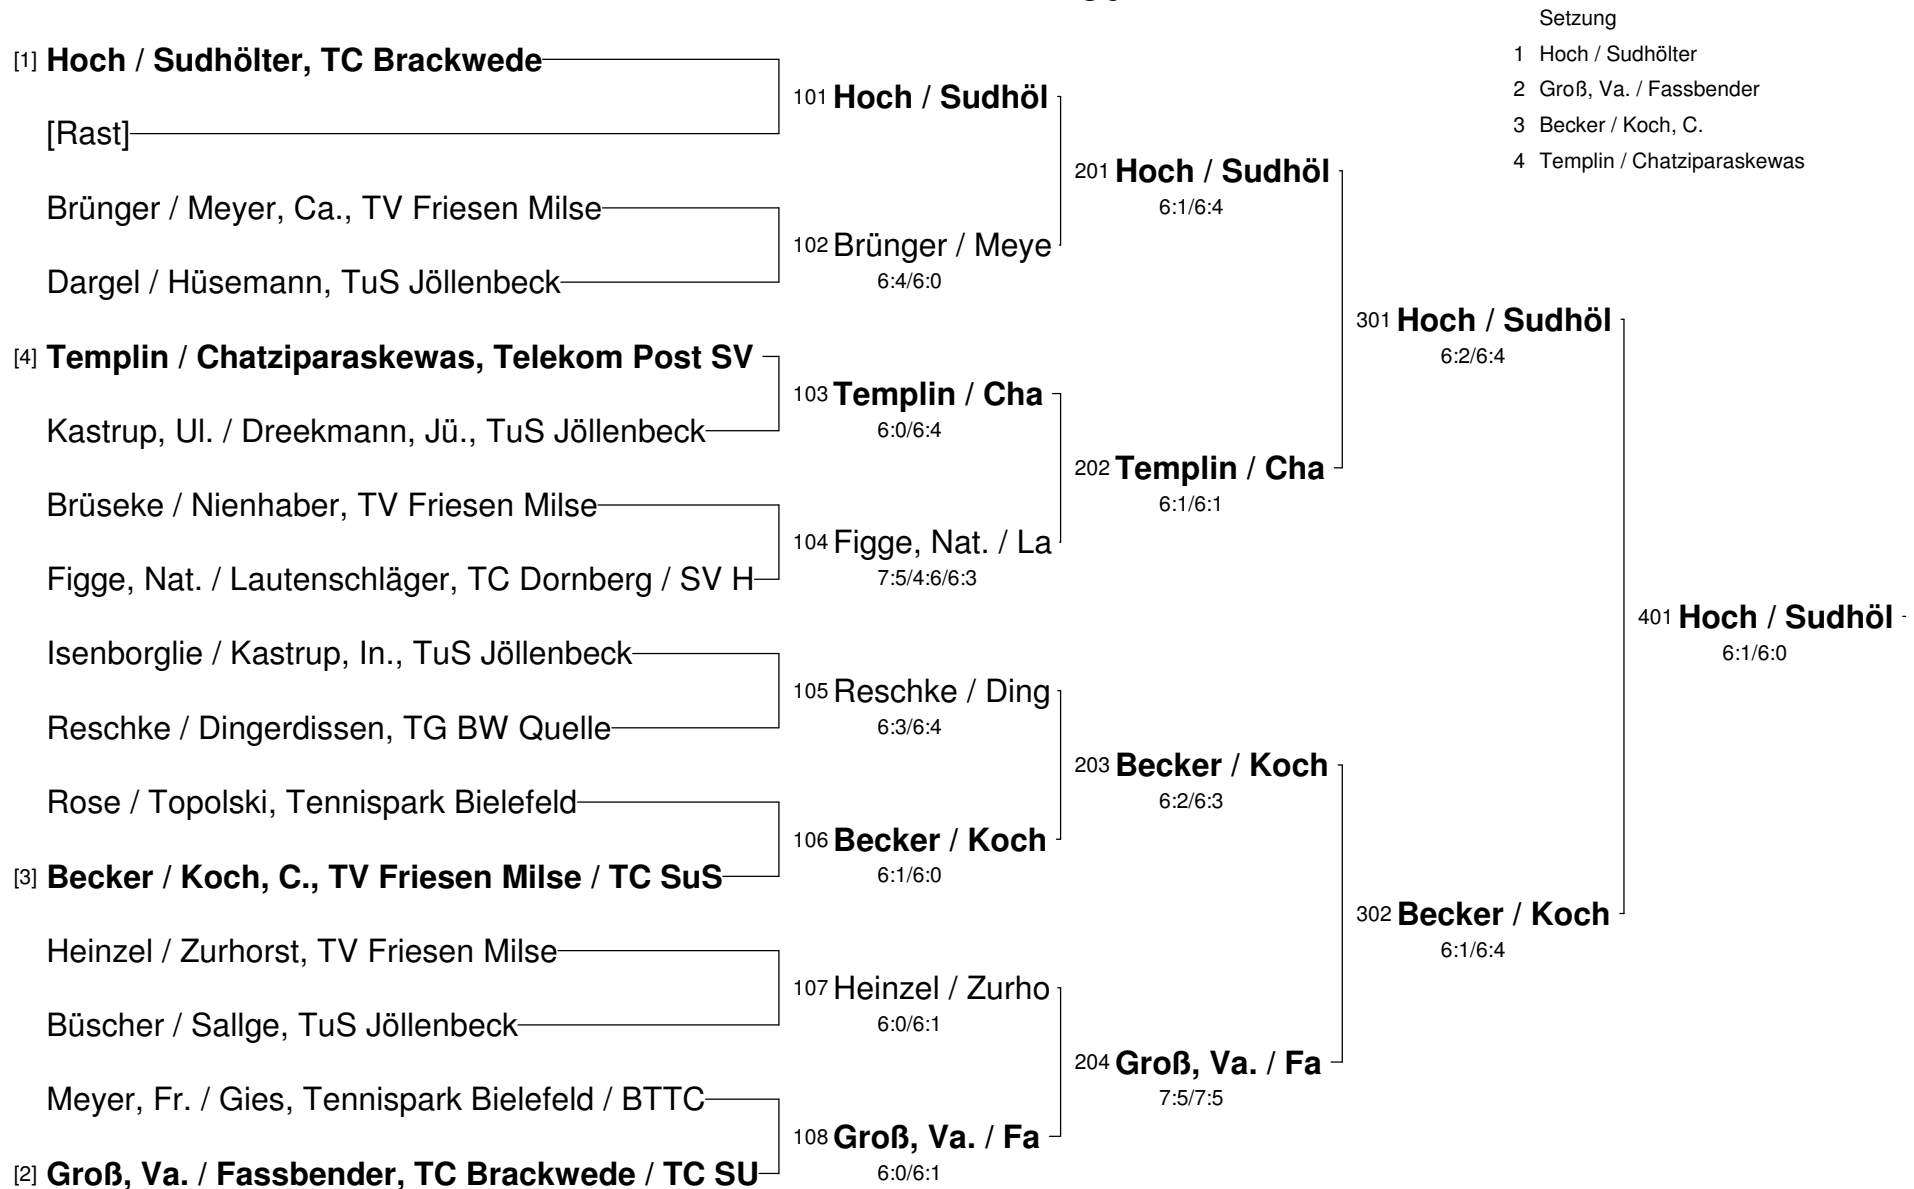 Setzung
1 Hoch / Sudhölter
2 Groß, Va. / Fassbender
3 Becker / Koch, C.
4 Templin / Chatziparaskewas
[1] Hoch / Sudhölter, TC Brackwede
[Rast]
Brünger / Meyer, Ca., TV Friesen Milse
Dargel / Hüsemann, TuS Jöllenbeck
[4] Templin / Chatziparaskewas, Telekom Post SV
Kastrup, Ul. / Dreekmann, Jü., TuS Jöllenbeck
Brüseke / Nienhaber, TV Friesen Milse
Figge, Nat. / Lautenschläger, TC Dornberg / SV H
Isenborglie / Kastrup, In., TuS Jöllenbeck
Reschke / Dingerdissen, TG BW Quelle
Rose / Topolski, Tennispark Bielefeld
[3] Becker / Koch, C., TV Friesen Milse / TC SuS
Heinzel / Zurhorst, TV Friesen Milse
Büscher / Sallge, TuS Jöllenbeck
Meyer, Fr. / Gies, Tennispark Bielefeld / BTTC
[2] Groß, Va. / Fassbender, TC Brackwede / TC SU
101 Hoch / Sudhöl
102 Brünger / Meye
6:4/6:0
103 Templin / Cha
6:0/6:4
104 Figge, Nat. / La
7:5/4:6/6:3
105 Reschke / Ding
6:3/6:4
106 Becker / Koch
6:1/6:0
107 Heinzel / Zurho
6:0/6:1
108 Groß, Va. / Fa
6:0/6:1
201 Hoch / Sudhöl
6:1/6:4
202 Templin / Cha
6:1/6:1
203 Becker / Koch
6:2/6:3
204 Groß, Va. / Fa
7:5/7:5
301 Hoch / Sudhöl
6:2/6:4
302 Becker / Koch
6:1/6:4
401 Hoch / Sudhöl
6:1/6:0